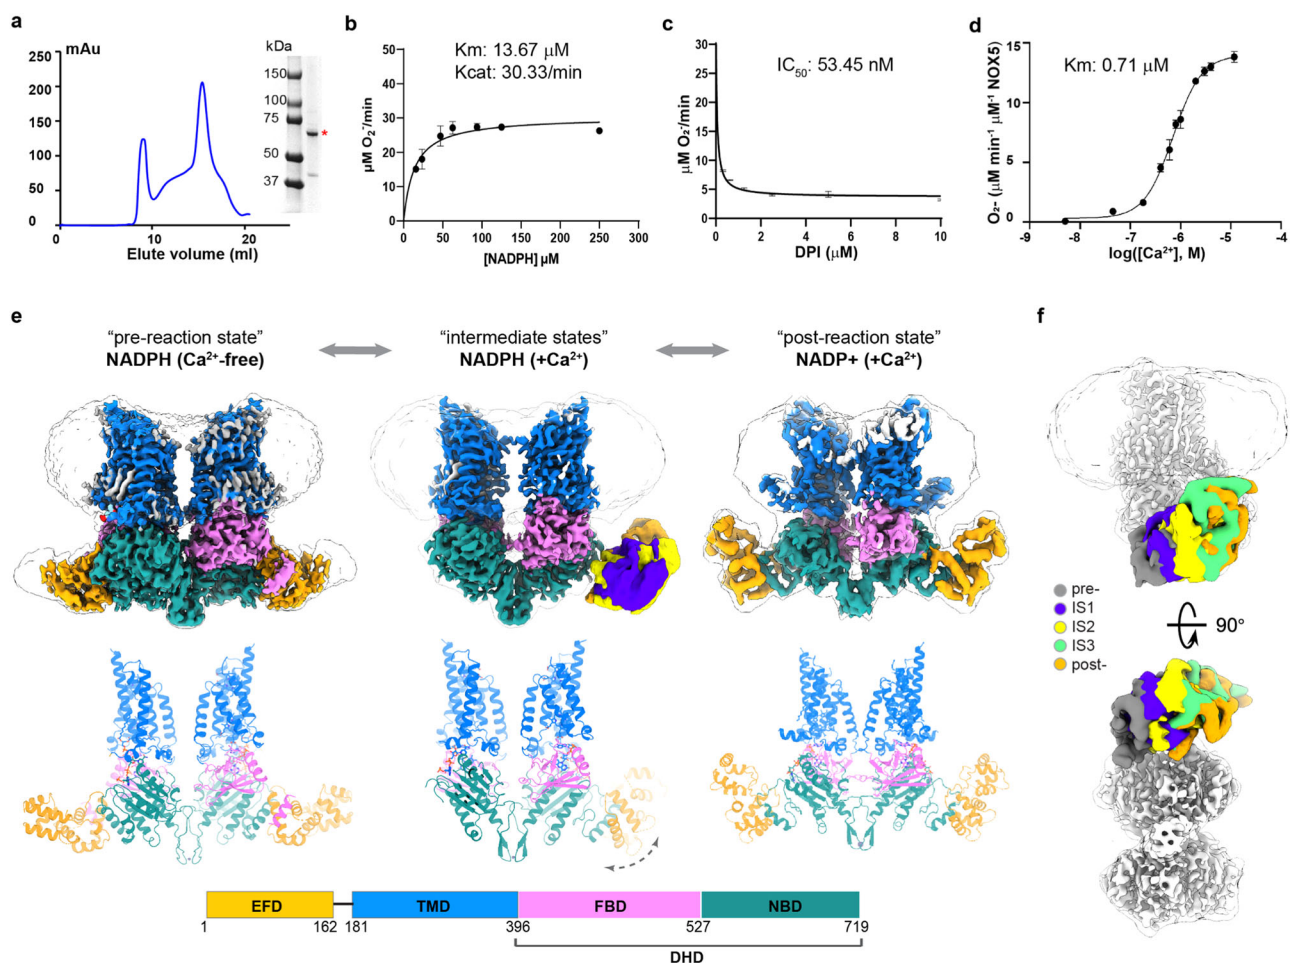 a
mAu
250
200
150
100
50
0
0
10
20
Elute volume (ml)
kDa
150
100
75
50
37
*
b
Km: 13.67 µM
Kcat: 30.33/min
50
40
30
20
10
0
0
50
100
150
200
250
300
µM O₂⁻/min
[NADPH] µM
c
IC₅₀: 53.45 nM
30
25
20
15
10
5
0
0
2
4
6
8
10
µM O₂⁻/min
DPI (µM)
d
Km: 0.71 µM
15
10
5
0
-9
-8
-7
-6
-5
-4
O₂- (µM min⁻¹ µM⁻¹ NOX5)
log([Ca²⁺], M)
e
“pre-reaction state”
NADPH (Ca²⁺-free)
“intermediate states”
NADPH (+Ca²⁺)
“post-reaction state”
NADP+ (+Ca²⁺)
EFD
TMD
FBD
NBD
1
162
181
396
527
719
DHD
f
pre-
IS1
IS2
IS3
post-
90°